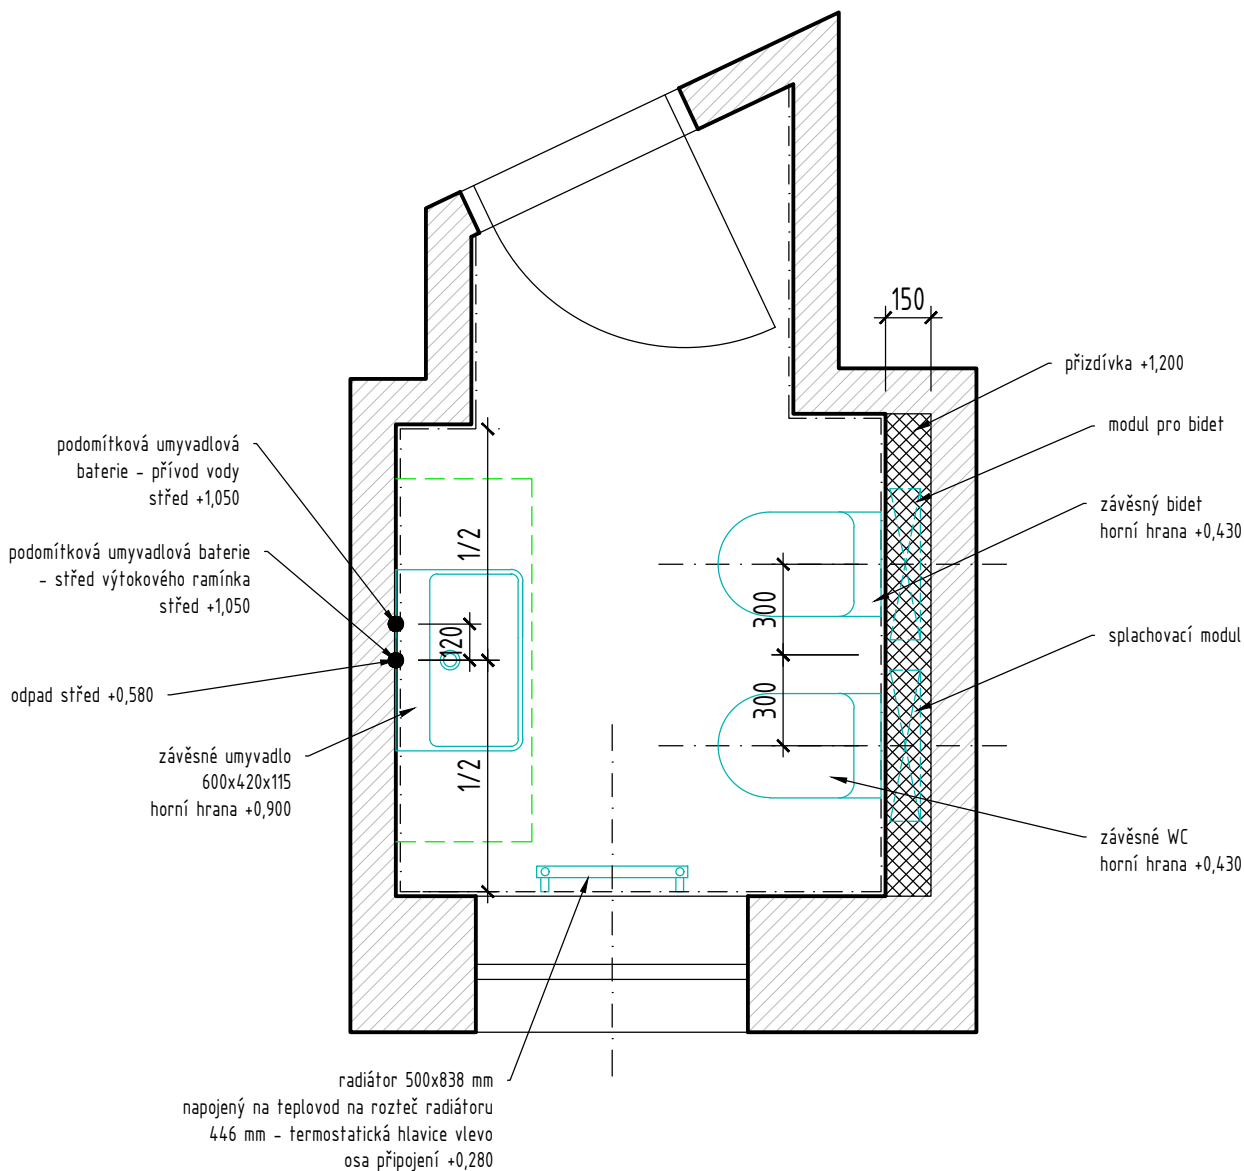 150
přizdívka +1,200
modul pro bidet
závěsný bidet
horní hrana +0,430
splachovací modul
závěsné WC
horní hrana +0,430
podomítková umyvadlová
baterie - přívod vody
střed +1,050
podomítková umyvadlová baterie
- střed výtokového ramínka
střed +1,050
odpad střed +0,580
závěsné umyvadlo
600x420x115
horní hrana +0,900
1/2
120
1/2
300
300
radiátor 500x838 mm
napojený na teplovod na rozteč radiátoru
446 mm - termostatická hlavice vlevo
osa připojení +0,280